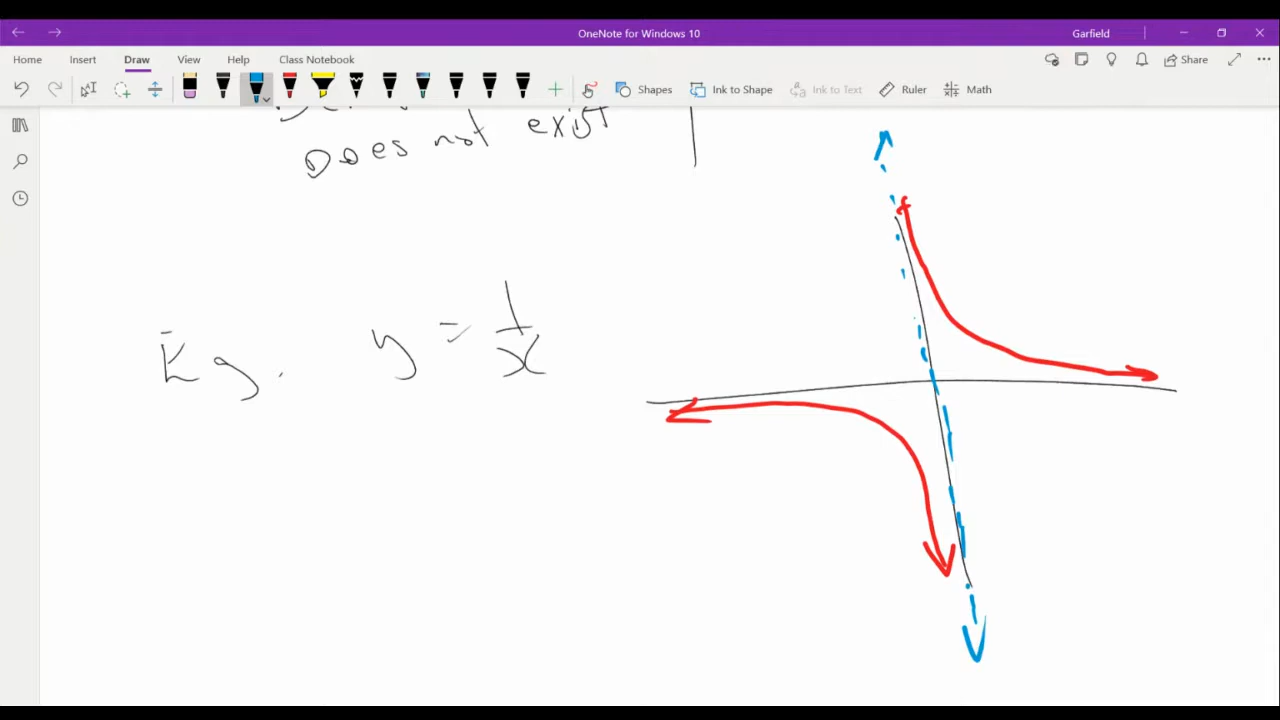 OneNote for Windows 10
Garfield
Home Insert Draw View Help Class Notebook
Share
Shapes Ink to Shape Ink to Text Ruler Math
exist
Does not
Eg. y = 1/x